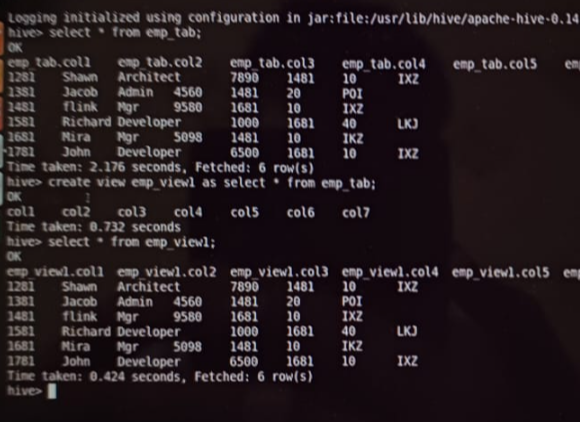 Logging initialized using configuration in jar:file:/usr/lib/hive/apache-hive-0.14
hive> select * from emp_tab;
OK
emp_tab.col1 emp_tab.col2 emp_tab.col3 emp_tab.col4 emp_tab.col5 em
1281 Shawn Architect 7890 1481 10 IXZ
1381 Jacob Admin 4560 1481 20 POI
1481 flink Mgr 9580 1681 10 IXZ
1581 Richard Developer 1000 1681 40 LKJ
1681 Mira Mgr 5098 1481 10 IKZ
1781 John Developer 6500 1681 10 IXZ
Time taken: 2.176 seconds, Fetched: 6 row(s)
hive> create view emp_view1 as select * from emp_tab;
OK
col1 col2 col3 col4 col5 col6 col7
Time taken: 0.732 seconds
hive> select * from emp_view1;
OK
emp_view1.col1 emp_view1.col2 emp_view1.col3 emp_view1.col4 emp_view1.col5 em
1281 Shawn Architect 7890 1481 10 IXZ
1381 Jacob Admin 4560 1481 20 POI
1481 flink Mgr 9580 1681 10 IXZ
1581 Richard Developer 1000 1681 40 LKJ
1681 Mira Mgr 5098 1481 10 IKZ
1781 John Developer 6500 1681 10 IXZ
Time taken: 0.424 seconds, Fetched: 6 row(s)
hive>